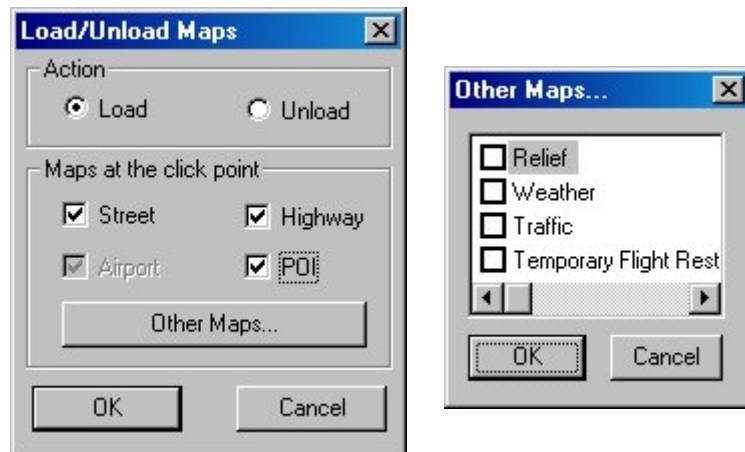 Load/Unload Maps
Action
Load Unload
Maps at the click point
Street Highway
Airport POI
Other Maps...
OK Cancel
Other Maps...
Relief
Weather
Traffic
Temporary Flight Rest
OK Cancel